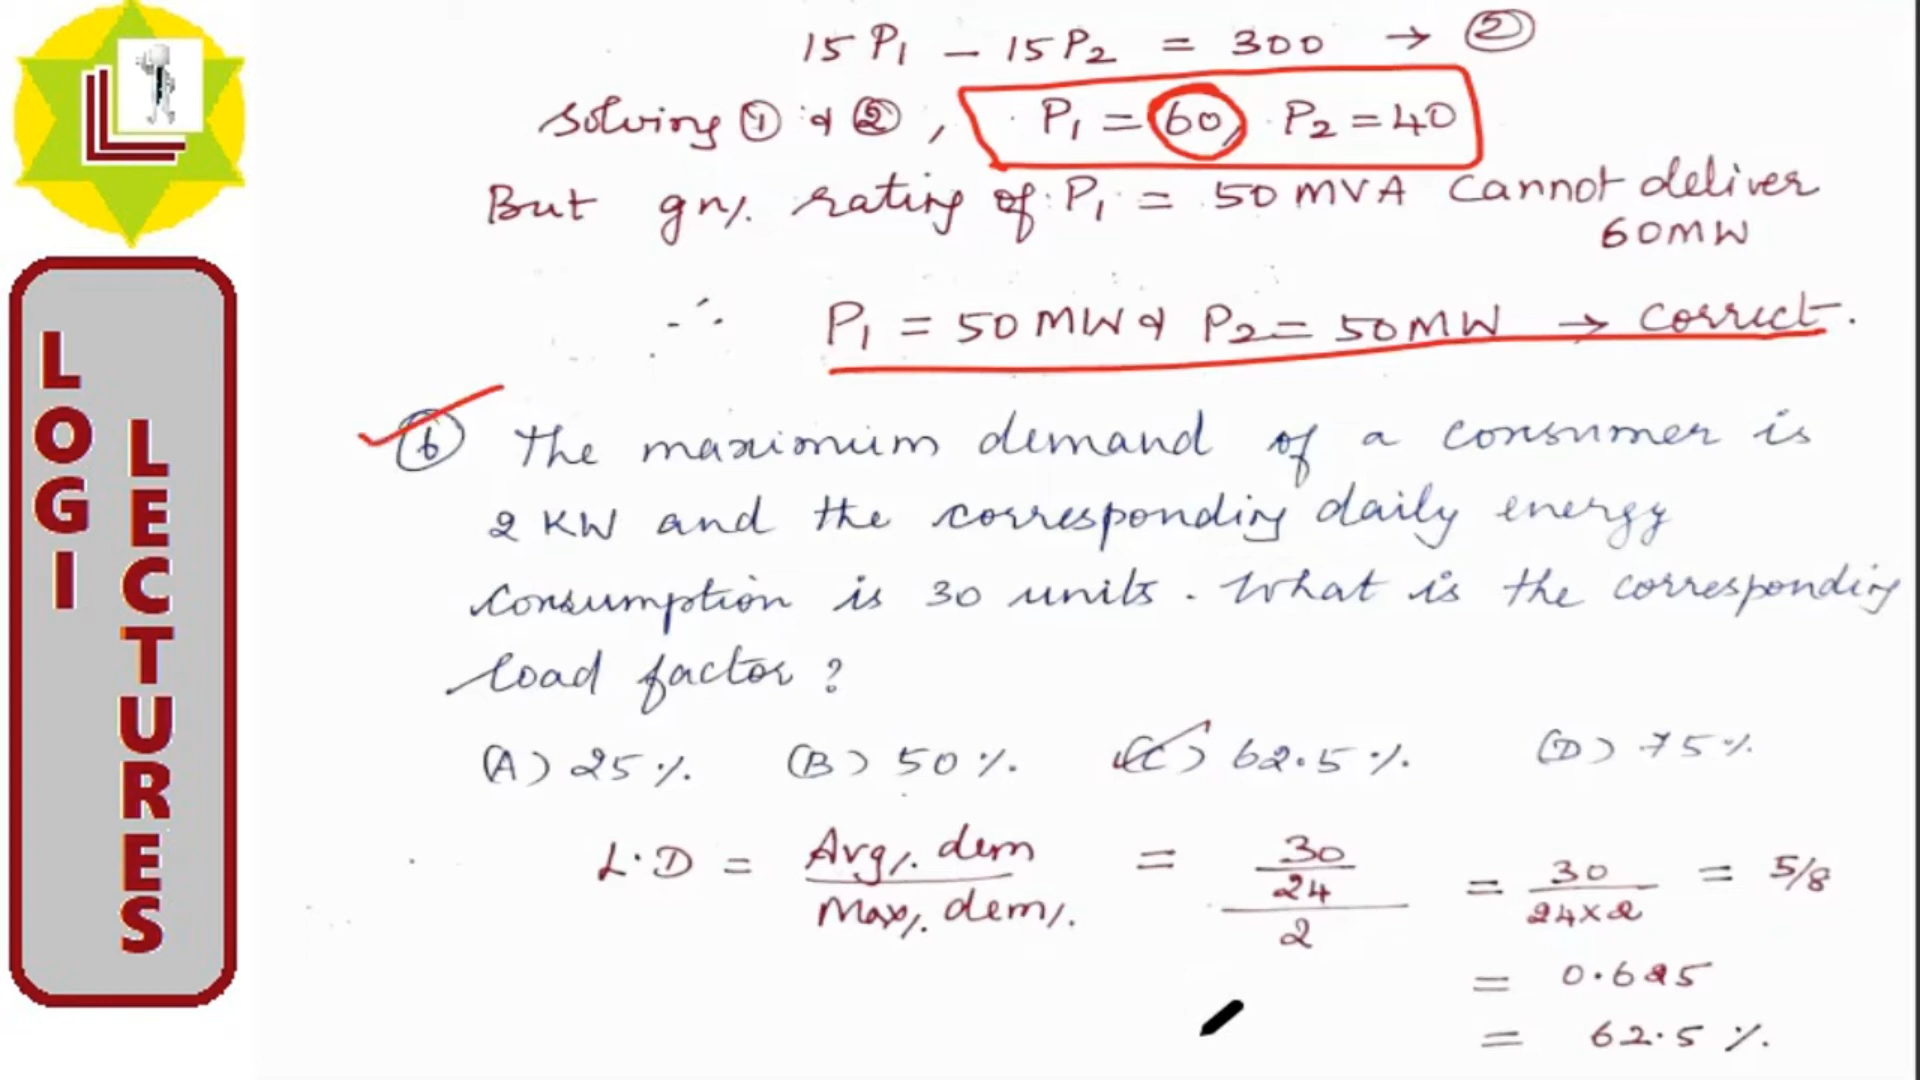 15 P₁ - 15 P₂ = 300 → ②
Solving ① & ②, P₁ = 60, P₂ = 40
But gn/. rating of P₁ = 50 MVA Cannot deliver
60MW
∴ P₁ = 50 MW & P₂ = 50 MW → Correct.
⑥ The maximum demand of a consumer is
2 KW and the corresponding daily energy
Consumption is 30 units. What is the corresponding
load factor?
(A) 25 %. (B) 50 %. (C) 62.5 %. (D) 75 %.
L.D = Avg/. dem / Max/. dem/. = (30/24)/2 = 30/(24×2) = 5/8
= 0.625
= 62.5 %.
LOGI
LECTURES